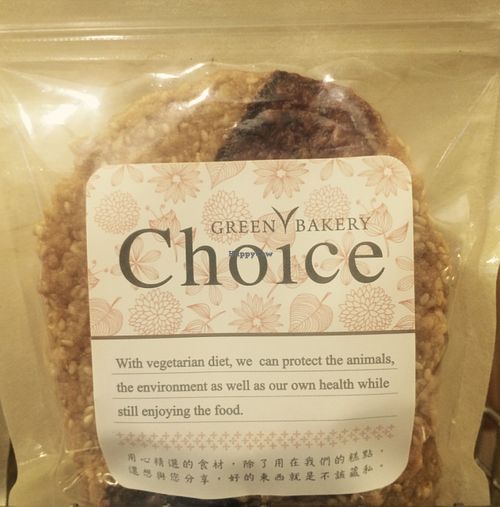 GREEN BAKERY
Choice
HappyCow
With vegetarian diet, we can protect the animals,
the environment as well as our own health while
still enjoying the food.
用心精選的食材，除了用在我們的糕點，
還想與您分享，好的東西就是不該藏私。